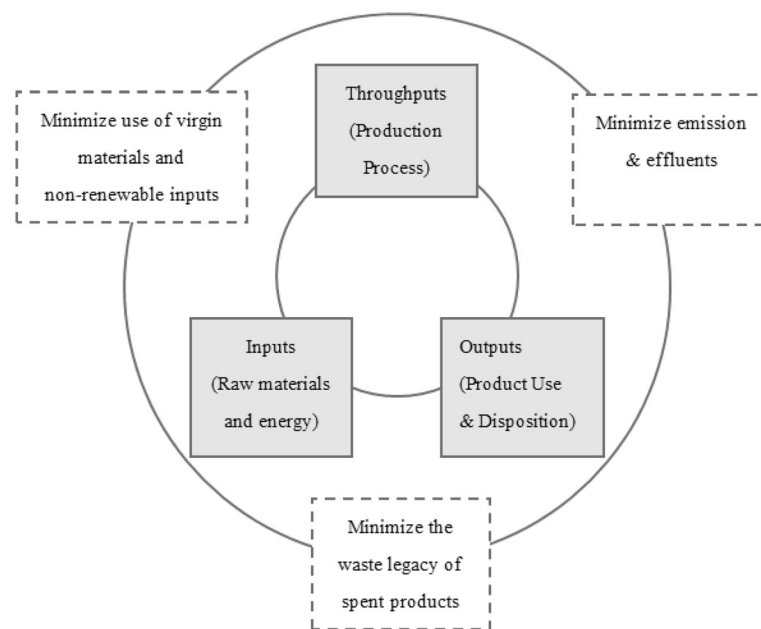 Throughputs
(Production
Process)
Minimize use of virgin
materials and
non-renewable inputs
Minimize emission
& effluents
Inputs
(Raw materials
and energy)
Outputs
(Product Use
& Disposition)
Minimize the
waste legacy of
spent products